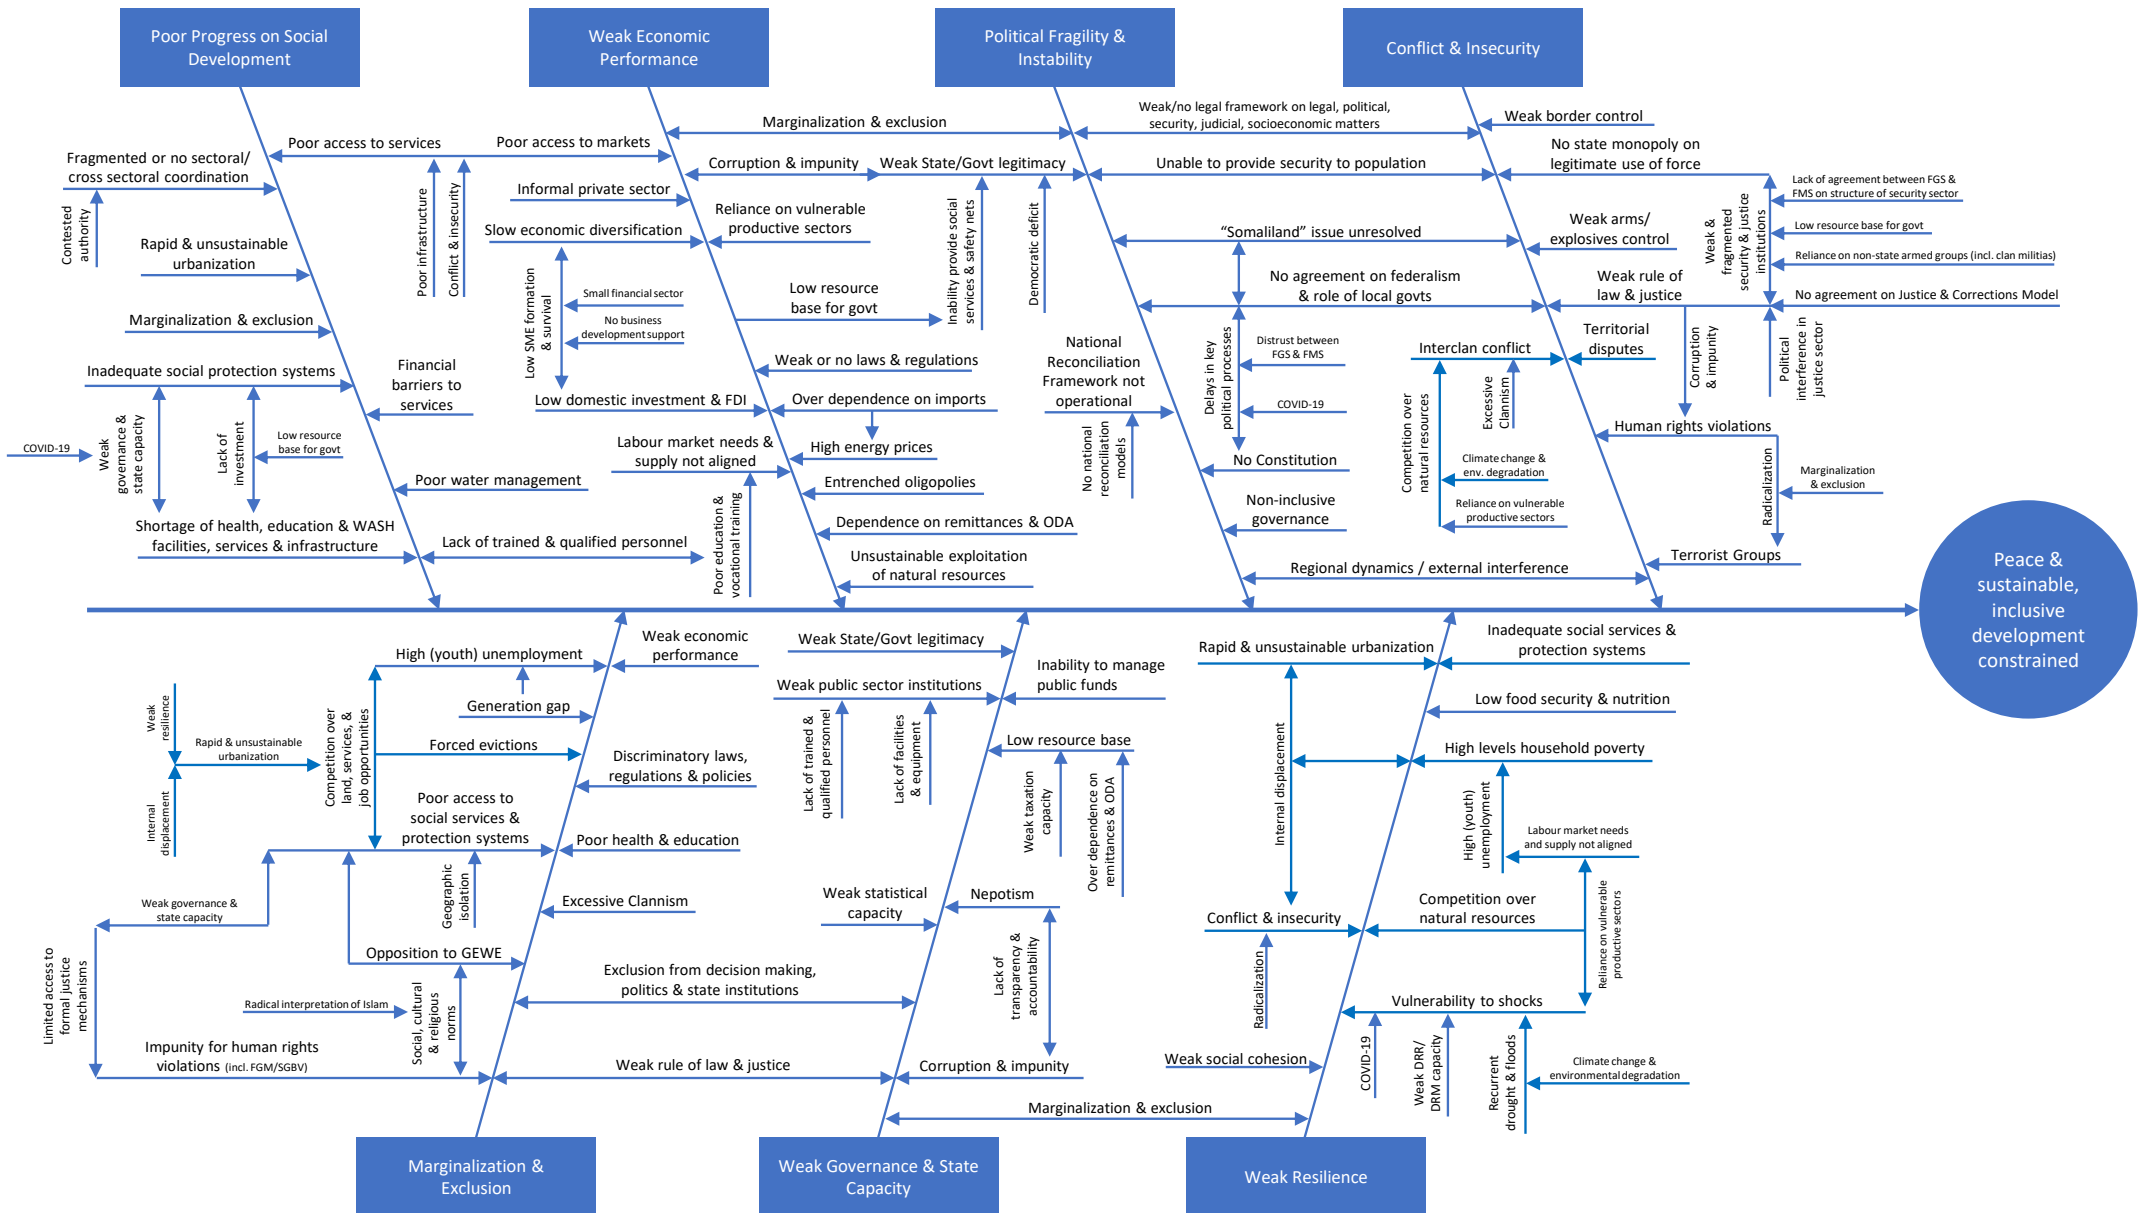 Poor Progress on Social
Development
Weak Economic
Performance
Political Fragility &
Instability
Conflict & Insecurity
Poor access to services
Poor access to markets
Fragmented or no sectoral/
cross sectoral coordination
Contested
authority
Poor infrastructure
Conflict & insecurity
Rapid & unsustainable
urbanization
Marginalization & exclusion
Inadequate social protection systems
Financial
barriers to
services
COVID-19
Weak
governance &
state capacity
Lack of
investment
Low resource
base for govt
Poor water management
Shortage of health, education & WASH
facilities, services & infrastructure
Lack of trained & qualified personnel
Marginalization & exclusion
Corruption & impunity
Weak State/Govt legitimacy
Informal private sector
Slow economic diversification
Reliance on vulnerable
productive sectors
Low SME formation
& survival
Small financial sector
No business
development support
Low resource
base for govt
Inability provide social
services & safety nets
Democratic deficit
Weak or no laws & regulations
Low domestic investment & FDI
Over dependence on imports
High energy prices
Labour market needs &
supply not aligned
Poor education &
vocational training
Entrenched oligopolies
Dependence on remittances & ODA
Unsustainable exploitation
of natural resources
Weak/no legal framework on legal, political,
security, judicial, socioeconomic matters
Unable to provide security to population
“Somaliland” issue unresolved
No agreement on federalism
& role of local govts
National
Reconciliation
Framework not
operational
No national
reconciliation
models
Delays in key
political processes
Distrust between
FGS & FMS
COVID-19
No Constitution
Non-inclusive
governance
Regional dynamics / external interference
Weak border control
No state monopoly on
legitimate use of force
Weak &
fragmented
security & justice
institutions
Lack of agreement between FGS &
FMS on structure of security sector
Low resource base for govt
Reliance on non-state armed groups (incl. clan militias)
Weak arms/
explosives control
Weak rule of
law & justice
No agreement on Justice & Corrections Model
Political
interference in
justice sector
Corruption
& impunity
Interclan conflict
Territorial
disputes
Competition over
natural resources
Excessive
Clannism
Climate change &
env. degradation
Reliance on vulnerable
productive sectors
Human rights violations
Radicalization
Marginalization
& exclusion
Terrorist Groups
Peace &
sustainable,
inclusive
development
constrained
High (youth) unemployment
Weak economic
performance
Generation gap
Weak
resilience
Internal
displacement
Rapid & unsustainable
urbanization
Competition over
land, services, &
job opportunities
Forced evictions
Discriminatory laws,
regulations & policies
Poor access to
social services &
protection systems
Poor health & education
Geographic
isolation
Weak governance &
state capacity
Excessive Clannism
Limited access to
formal justice
mechanisms
Opposition to GEWE
Radical interpretation of Islam
Social, cultural
& religious
norms
Impunity for human rights
violations (incl. FGM/SGBV)
Exclusion from decision making,
politics & state institutions
Weak rule of law & justice
Weak State/Govt legitimacy
Weak public sector institutions
Inability to manage
public funds
Lack of trained &
qualified personnel
Lack of facilities
& equipment
Low resource base
Weak taxation
capacity
Over dependence on
remittances & ODA
Weak statistical
capacity
Nepotism
Lack of
transparency &
accountability
Corruption & impunity
Marginalization & exclusion
Rapid & unsustainable urbanization
Inadequate social services &
protection systems
Low food security & nutrition
Internal displacement
High levels household poverty
High (youth)
unemployment
Labour market needs
and supply not aligned
Reliance on vulnerable
productive sectors
Conflict & insecurity
Radicalization
Competition over
natural resources
Vulnerability to shocks
COVID-19
Weak DRR/
DRM capacity
Recurrent
drought & floods
Climate change &
environmental degradation
Weak social cohesion
Marginalization &
Exclusion
Weak Governance & State
Capacity
Weak Resilience